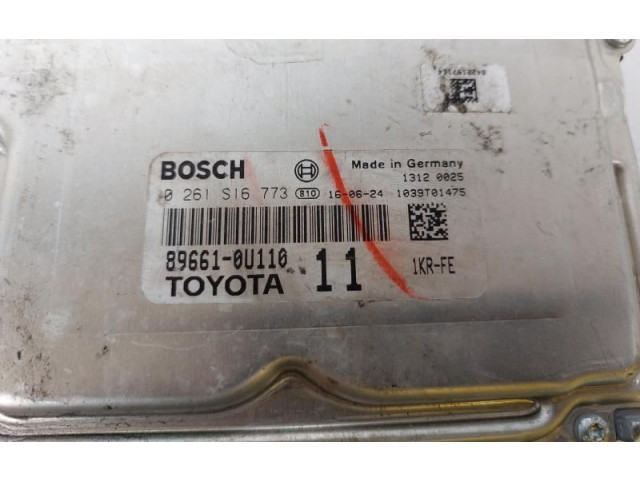 BOSCH Made in Germany
1312 0025
0 261 S16 773 810 16-06-24 1039T01475
89661-0U110
TOYOTA 11 1KR-FE